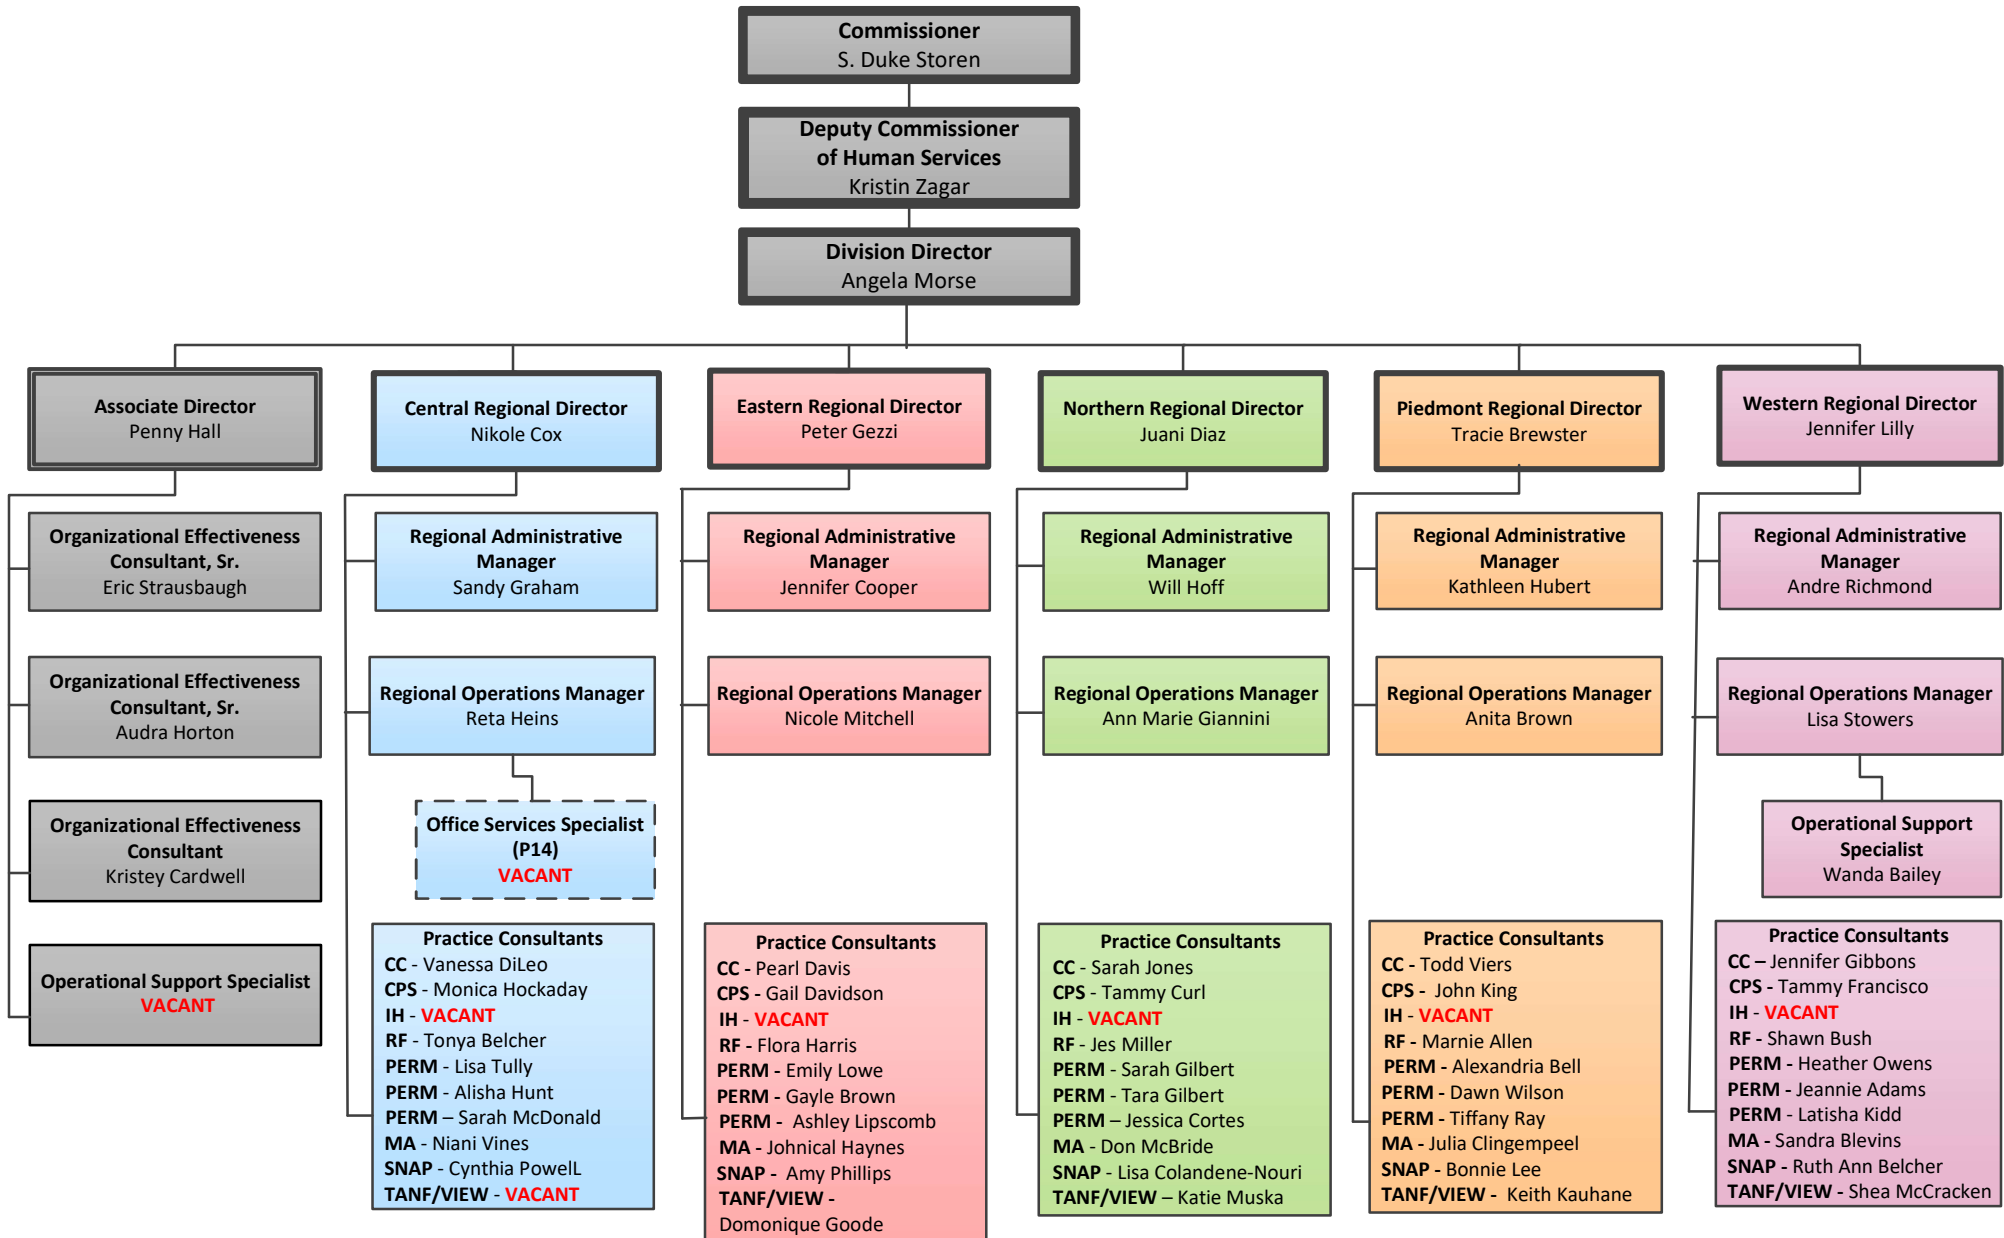 Commissioner
S. Duke Storen
Deputy Commissioner
of Human Services
Kristin Zagar
Division Director
Angela Morse
Associate Director
Penny Hall
Organizational Effectiveness
Consultant, Sr.
Eric Strausbaugh
Organizational Effectiveness
Consultant, Sr.
Audra Horton
Organizational Effectiveness
Consultant
Kristey Cardwell
Operational Support Specialist
VACANT
Central Regional Director
Nikole Cox
Regional Administrative
Manager
Sandy Graham
Regional Operations Manager
Reta Heins
Office Services Specialist
(P14)
VACANT
Practice Consultants
CC - Vanessa DiLeo
CPS - Monica Hockaday
IH - VACANT
RF - Tonya Belcher
PERM - Lisa Tully
PERM - Alisha Hunt
PERM – Sarah McDonald
MA - Niani Vines
SNAP - Cynthia PowelL
TANF/VIEW - VACANT
Eastern Regional Director
Peter Gezzi
Regional Administrative
Manager
Jennifer Cooper
Regional Operations Manager
Nicole Mitchell
Practice Consultants
CC - Pearl Davis
CPS - Gail Davidson
IH - VACANT
RF - Flora Harris
PERM - Emily Lowe
PERM - Gayle Brown
PERM - Ashley Lipscomb
MA - Johnical Haynes
SNAP - Amy Phillips
TANF/VIEW -
Domonique Goode
Northern Regional Director
Juani Diaz
Regional Administrative
Manager
Will Hoff
Regional Operations Manager
Ann Marie Giannini
Practice Consultants
CC - Sarah Jones
CPS - Tammy Curl
IH - VACANT
RF - Jes Miller
PERM - Sarah Gilbert
PERM - Tara Gilbert
PERM – Jessica Cortes
MA - Don McBride
SNAP - Lisa Colandene-Nouri
TANF/VIEW – Katie Muska
Piedmont Regional Director
Tracie Brewster
Regional Administrative
Manager
Kathleen Hubert
Regional Operations Manager
Anita Brown
Practice Consultants
CC - Todd Viers
CPS - John King
IH - VACANT
RF - Marnie Allen
PERM - Alexandria Bell
PERM - Dawn Wilson
PERM - Tiffany Ray
MA - Julia Clingempeel
SNAP - Bonnie Lee
TANF/VIEW - Keith Kauhane
Western Regional Director
Jennifer Lilly
Regional Administrative
Manager
Andre Richmond
Regional Operations Manager
Lisa Stowers
Operational Support
Specialist
Wanda Bailey
Practice Consultants
CC – Jennifer Gibbons
CPS - Tammy Francisco
IH - VACANT
RF - Shawn Bush
PERM - Heather Owens
PERM - Jeannie Adams
PERM - Latisha Kidd
MA - Sandra Blevins
SNAP - Ruth Ann Belcher
TANF/VIEW - Shea McCracken